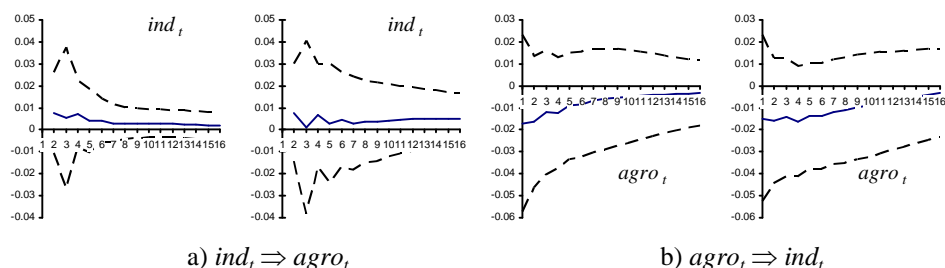 0.05 0.05 0.03 0.03
ind t ind t
0.04 0.04 0.02 0.02
0.03 0.03 0.01 0.01
0.02 0.02 0 0
1 2 3 4 5 6 7 8 9 10 11 12 13 14 15 16 1 2 3 4 5 6 7 8 9 10 11 12 13 14 15 16
0.01 0.01 -0.01 -0.01
0 0 -0.02 -0.02
1 2 3 4 5 6 7 8 9 10 11 12 13 14 15 16 1 2 3 4 5 6 7 8 9 10 11 12 13 14 15 16
-0.01 -0.01 -0.03 -0.03
-0.02 -0.02 -0.04 -0.04
agro t agro t
-0.03 -0.03 -0.05 -0.05
-0.04 -0.04 -0.06 -0.06
a) ind t ⇒ agro t b) agro t ⇒ ind t